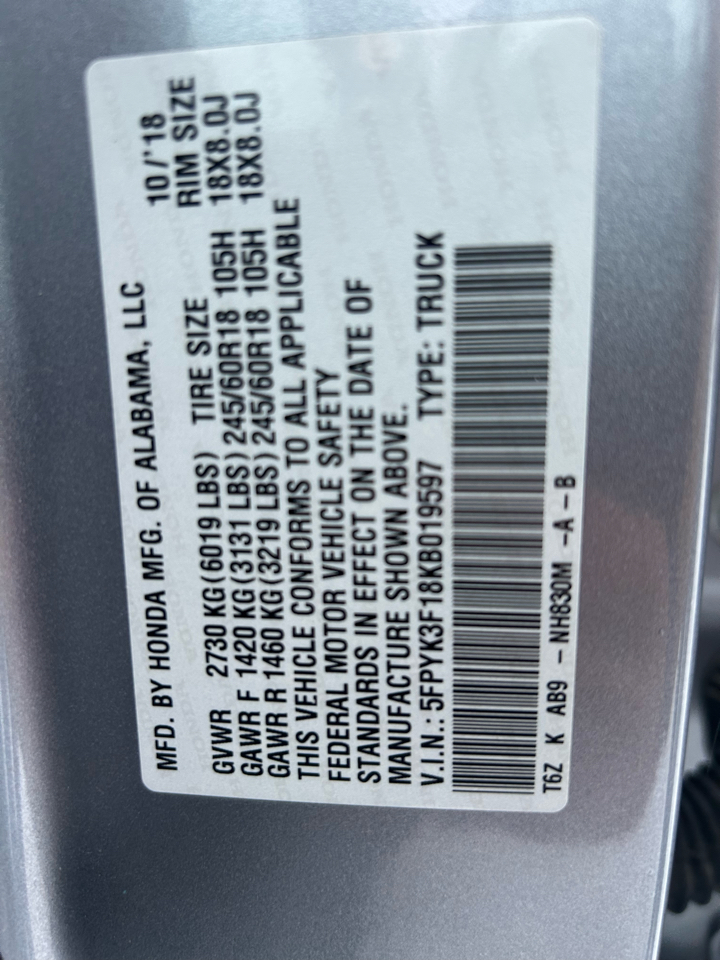 MFD. BY HONDA MFG. OF ALABAMA, LLC 10/'18
GVWR 2730 KG(6019 LBS) TIRE SIZE RIM SIZE
GAWR F 1420 KG(3131 LBS) 245/60R18 105H 18X8.0J
GAWR R 1460 KG(3219 LBS) 245/60R18 105H 18X8.0J
THIS VEHICLE CONFORMS TO ALL APPLICABLE
FEDERAL MOTOR VEHICLE SAFETY
STANDARDS IN EFFECT ON THE DATE OF
MANUFACTURE SHOWN ABOVE.
V.I.N.: 5FPYK3F18KB019597 TYPE: TRUCK
T6Z K AB9 -NH830M -A-B